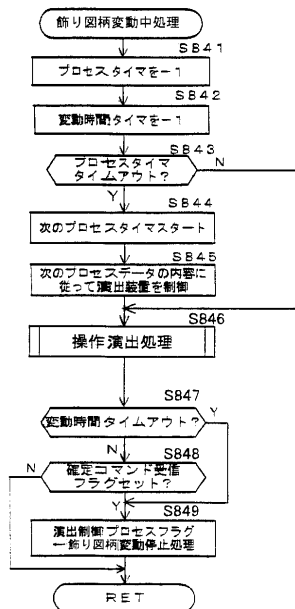 飾り図柄変動中処理
S841
プロセスタイマを－１
S842
変動時間タイマを－１
S843
プロセスタイマ
タイムアウト？
N
Y
S844
次のプロセスタイマスタート
S845
次のプロセスデータの内容に
従って演出装置を制御
S846
操作演出処理
S847
変動時間タイムアウト？
Y
N
S848
確定コマンド受信
フラグセット？
N
Y
S849
演出制御プロセスフラグ
←飾り図柄変動停止処理
RET